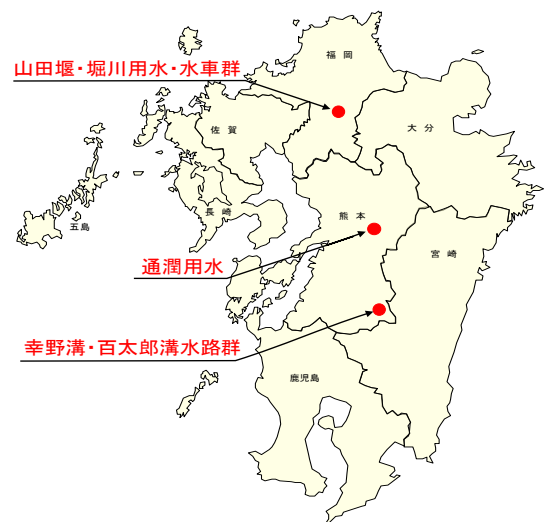 福 岡
山田堰・堀川用水・水車群
佐 賀
大 分
長 崎
熊 本
五島
宮 崎
通潤用水
幸野溝・百太郎溝水路群
鹿児島